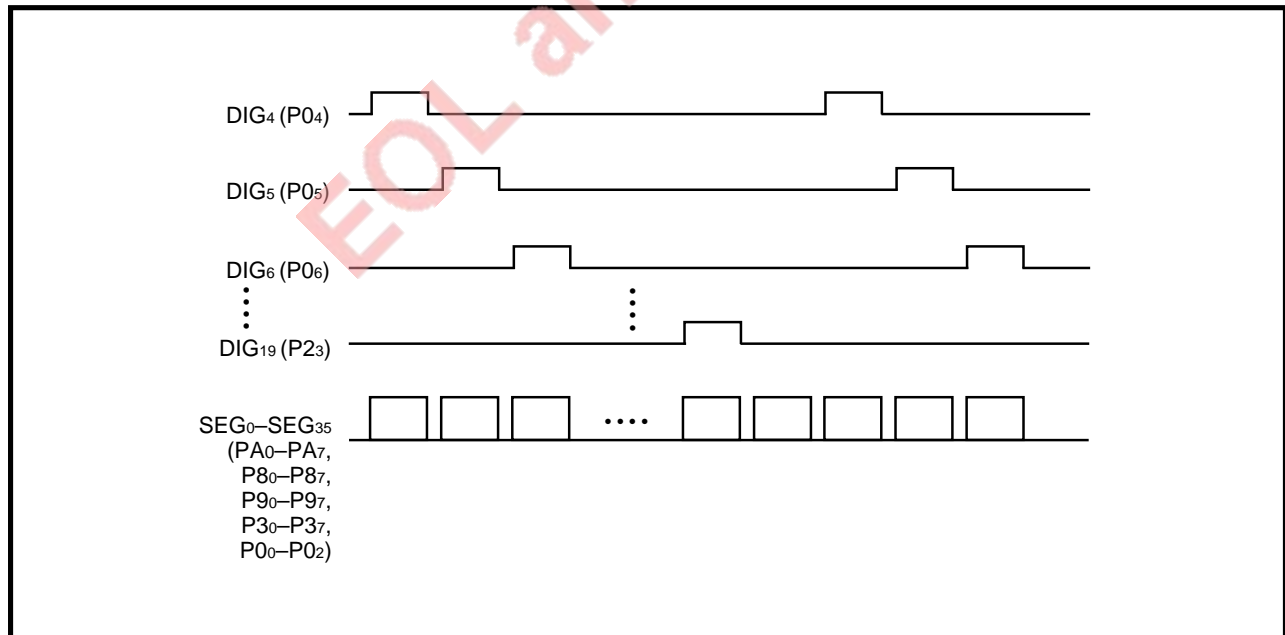 EOL an
DIG4 (P04)
DIG5 (P05)
DIG6 (P06)
DIG19 (P23)
SEG0–SEG35
(PA0–PA7,
P80–P87,
P90–P97,
P30–P37,
P00–P02)